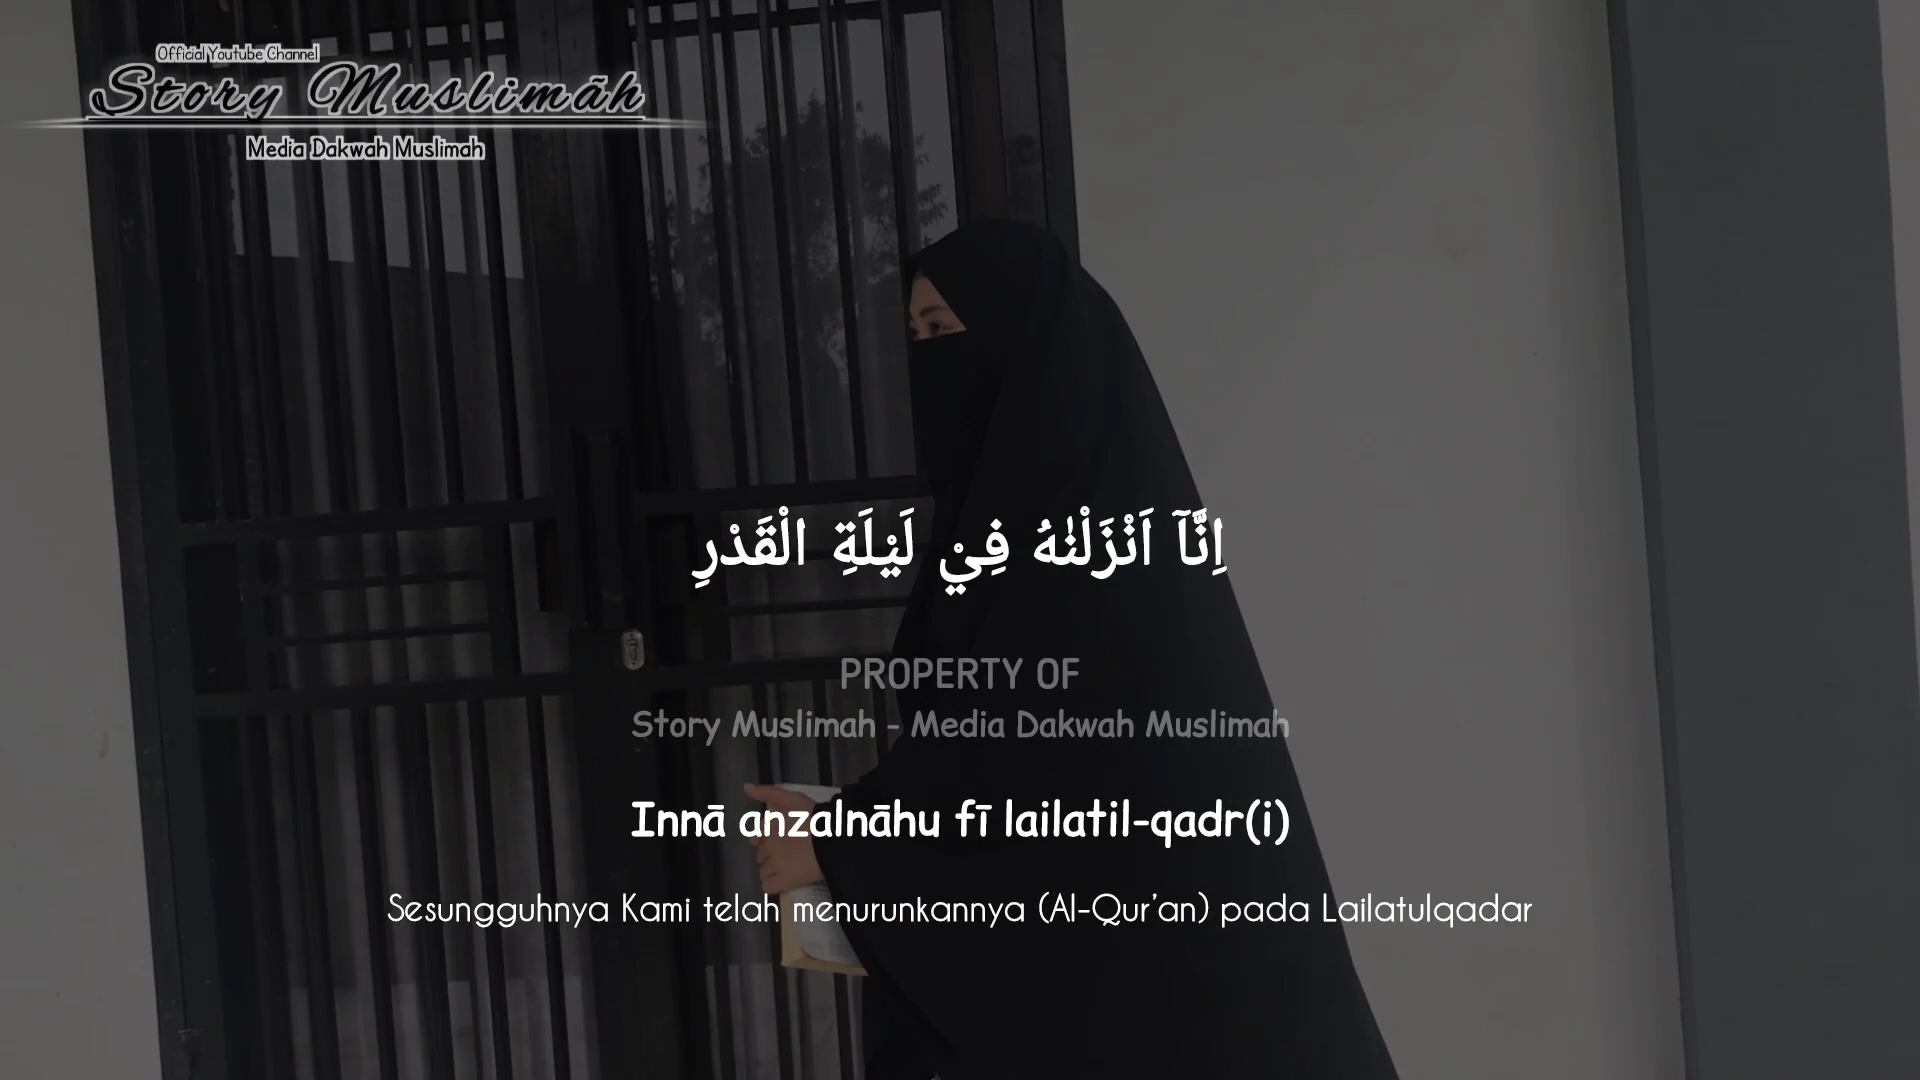 Official Youtube Channel
Story Muslimāh
Media Dakwah Muslimah
اِنَّآ اَنْزَلْنٰهُ فِيْ لَيْلَةِ الْقَدْرِ
PROPERTY OF
Story Muslimah - Media Dakwah Muslimah
Innā anzalnāhu fī lailatil-qadr(i)
Sesungguhnya Kami telah menurunkannya (Al-Qur'an) pada Lailatulqadar